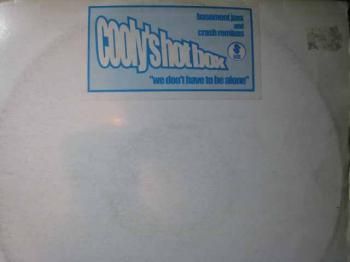 basement jaxx
and
crash remixes
cooly's hot box
"we don't have to be alone"